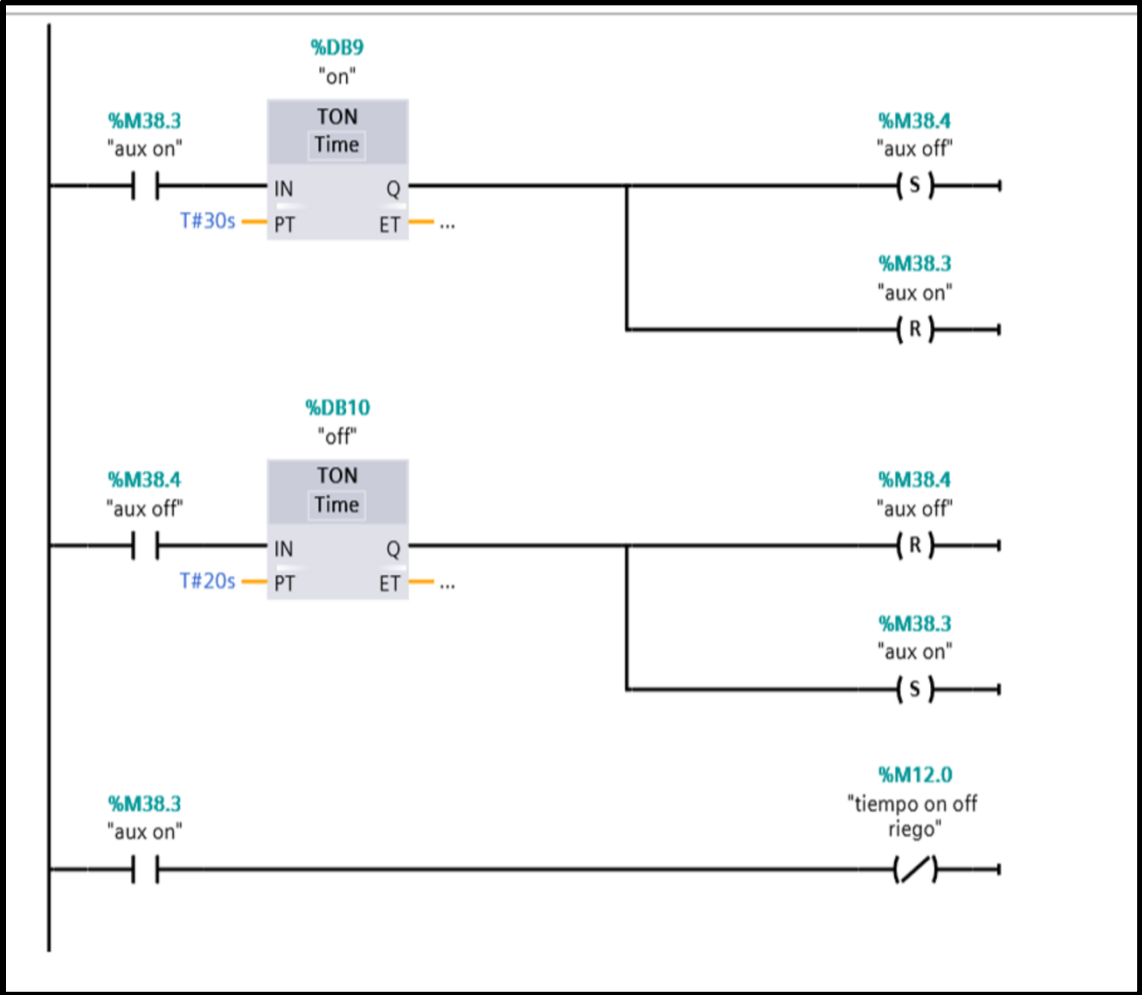 %DB9
"on"
%M38.3
"aux on"
TON
Time
IN
Q
T#30s
PT
ET
...
%M38.4
"aux off"
S
%M38.3
"aux on"
R
%DB10
"off"
%M38.4
"aux off"
TON
Time
IN
Q
T#20s
PT
ET
...
%M38.4
"aux off"
R
%M38.3
"aux on"
S
%M38.3
"aux on"
%M12.0
"tiempo on off
riego"